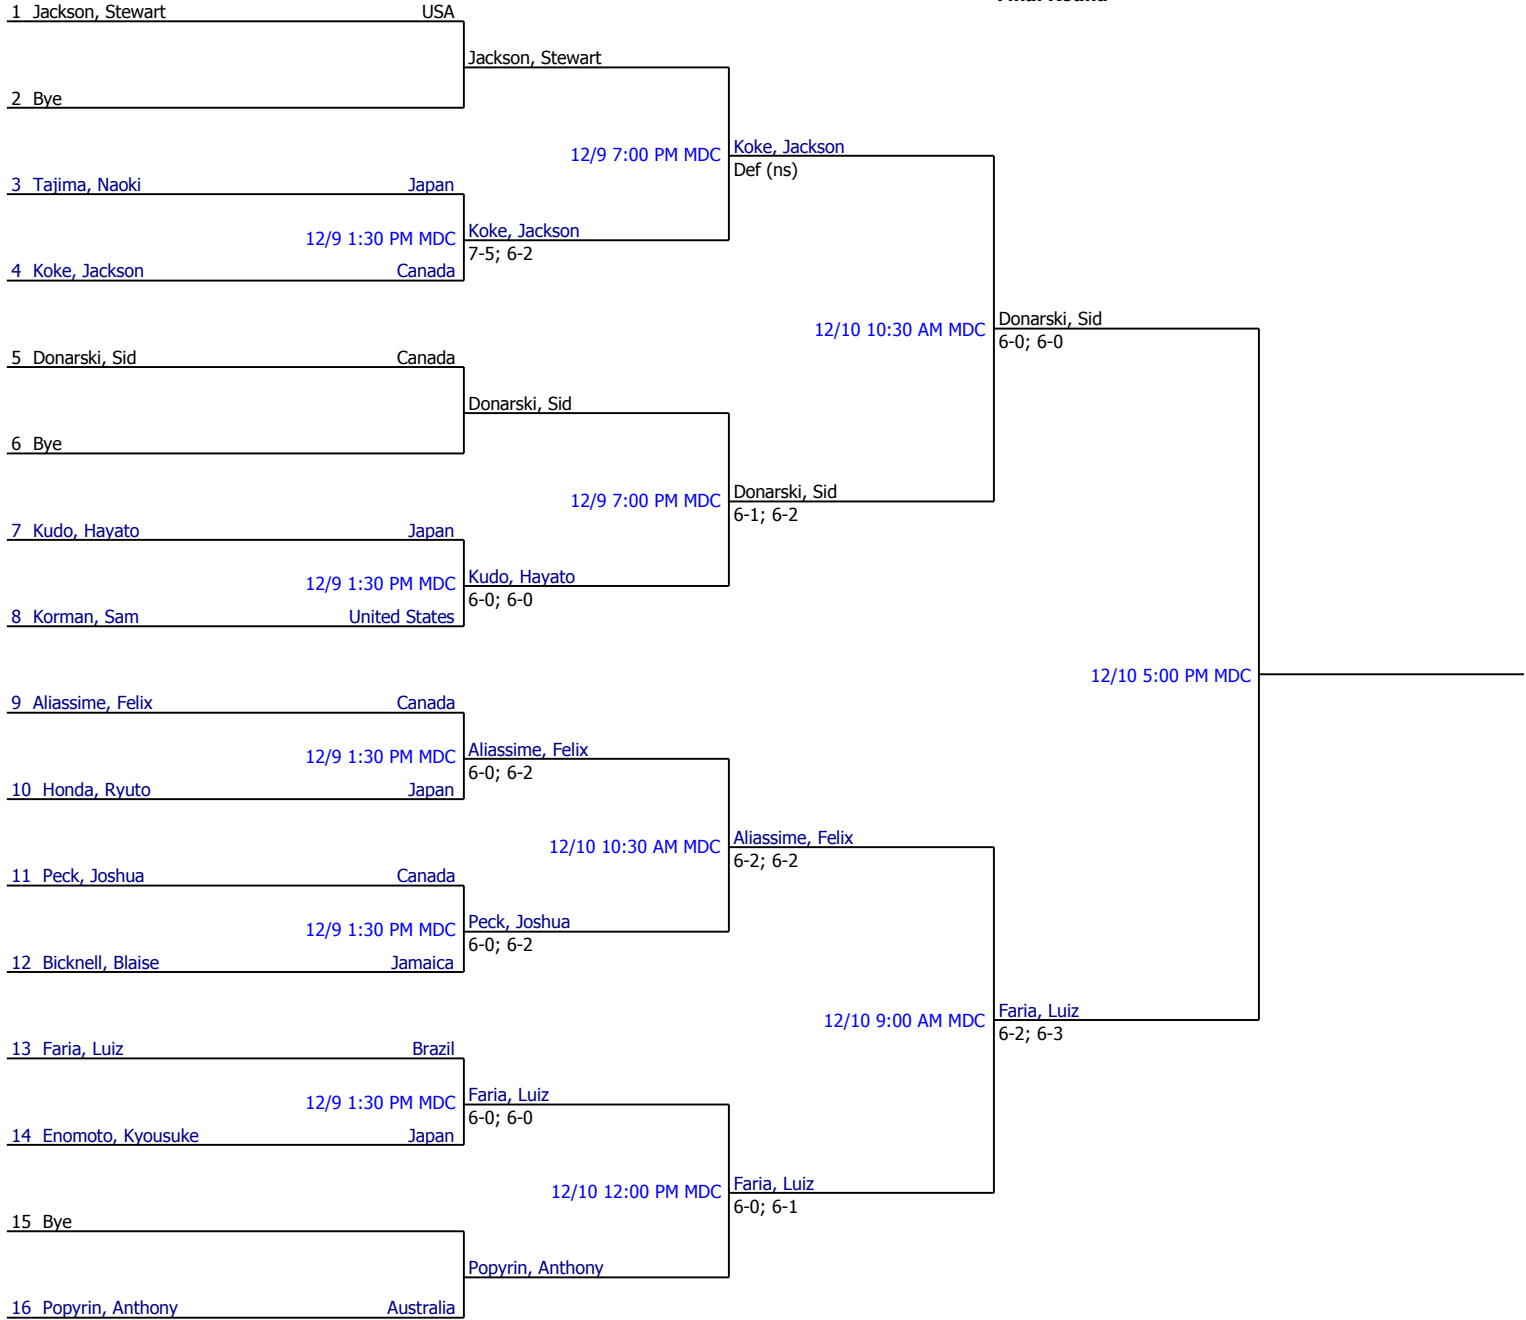 Final Round
1 Jackson, Stewart USA
Jackson, Stewart
2 Bye
12/9 7:00 PM MDC Koke, Jackson
Def (ns)
3 Tajima, Naoki Japan
12/9 1:30 PM MDC Koke, Jackson
7-5; 6-2
4 Koke, Jackson Canada
12/10 10:30 AM MDC Donarski, Sid
6-0; 6-0
5 Donarski, Sid Canada
Donarski, Sid
6 Bye
12/9 7:00 PM MDC Donarski, Sid
6-1; 6-2
7 Kudo, Hayato Japan
12/9 1:30 PM MDC Kudo, Hayato
6-0; 6-0
8 Korman, Sam United States
12/10 5:00 PM MDC
9 Aliassime, Felix Canada
12/9 1:30 PM MDC Aliassime, Felix
6-0; 6-2
10 Honda, Ryuto Japan
12/10 10:30 AM MDC Aliassime, Felix
6-2; 6-2
11 Peck, Joshua Canada
12/9 1:30 PM MDC Peck, Joshua
6-0; 6-2
12 Bicknell, Blaise Jamaica
12/10 9:00 AM MDC Faria, Luiz
6-2; 6-3
13 Faria, Luiz Brazil
12/9 1:30 PM MDC Faria, Luiz
6-0; 6-0
14 Enomoto, Kyousuke Japan
12/10 12:00 PM MDC Faria, Luiz
6-0; 6-1
15 Bye
Popyrin, Anthony
16 Popyrin, Anthony Australia